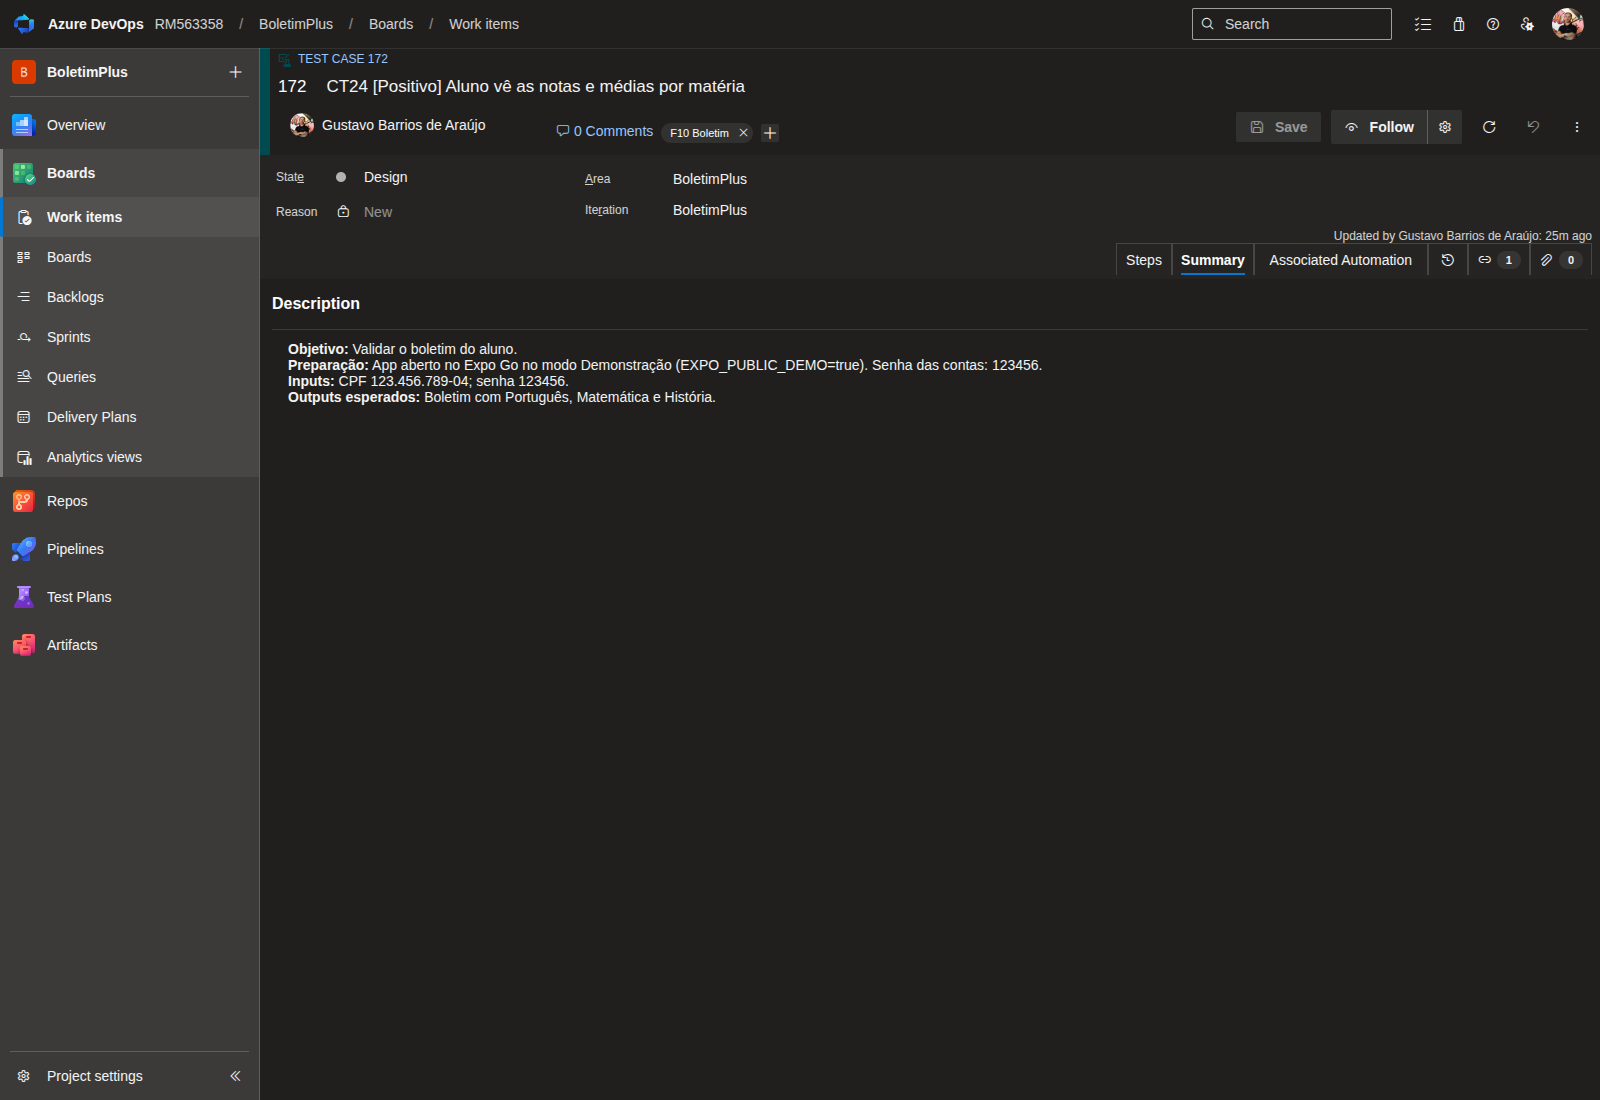 Azure DevOps RM563358 / BoletimPlus / Boards / Work items
Search
B BoletimPlus
Overview
Boards
Work items
Boards
Backlogs
Sprints
Queries
Delivery Plans
Analytics views
Repos
Pipelines
Test Plans
Artifacts
Project settings
TEST CASE 172
172 CT24 [Positivo] Aluno vê as notas e médias por matéria
Gustavo Barrios de Araújo
0 Comments
F10 Boletim
Save
Follow
State Design
Reason New
Area BoletimPlus
Iteration BoletimPlus
Updated by Gustavo Barrios de Araújo: 25m ago
Steps Summary Associated Automation 1 0
Description
Objetivo: Validar o boletim do aluno.
Preparação: App aberto no Expo Go no modo Demonstração (EXPO_PUBLIC_DEMO=true). Senha das contas: 123456.
Inputs: CPF 123.456.789-04; senha 123456.
Outputs esperados: Boletim com Português, Matemática e História.